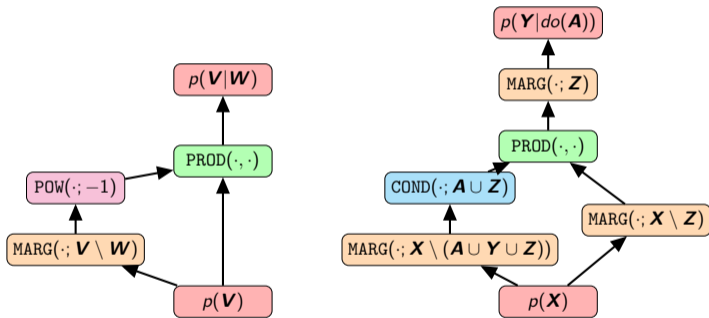 p(V|W)
PROD(·,·)
POW(·;−1)
MARG(·; V \ W)
p(V)
p(Y|do(A))
MARG(·; Z)
PROD(·,·)
COND(·; A ∪ Z)
MARG(·; X \ Z)
MARG(·; X \ (A ∪ Y ∪ Z))
p(X)